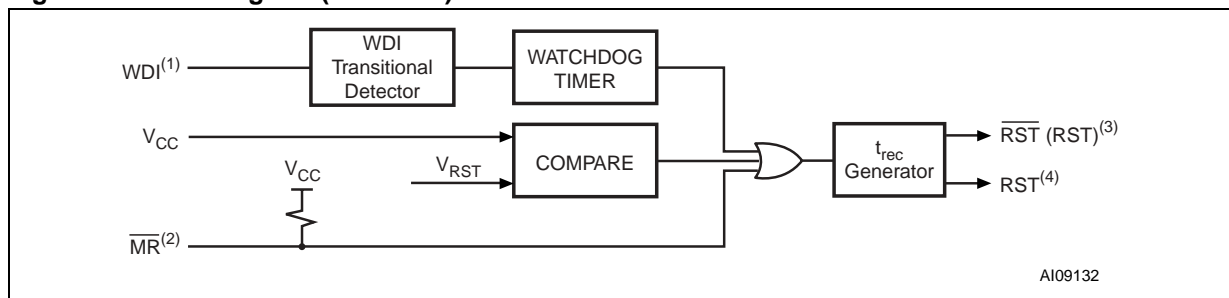 WDI(1)
WDI
Transitional
Detector
WATCHDOG
TIMER
VCC
VRST
COMPARE
VCC
MR(2)
trec
Generator
RST (RST)(3)
RST(4)
AI09132